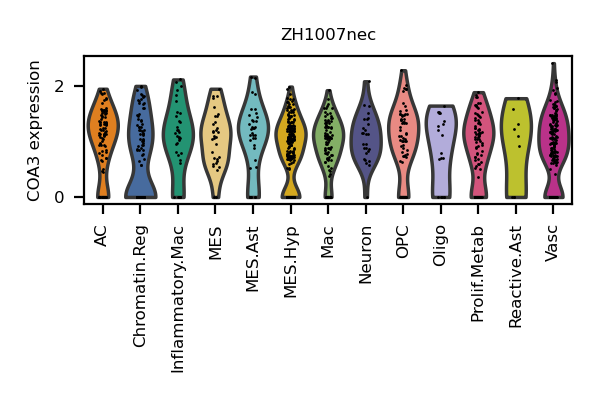 ZH1007nec
COA3 expression
2
0
AC
Chromatin.Reg
Inflammatory.Mac
MES
MES.Ast
MES.Hyp
Mac
Neuron
OPC
Oligo
Prolif.Metab
Reactive.Ast
Vasc